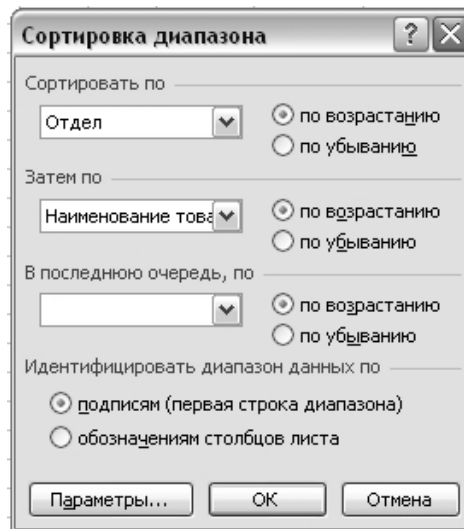 Сортировка диапазона
Сортировать по
Отдел
по возрастанию
по убыванию
Затем по
Наименование това
по возрастанию
по убыванию
В последнюю очередь, по
по возрастанию
по убыванию
Идентифицировать диапазон данных по
подписям (первая строка диапазона)
обозначениям столбцов листа
Параметры... ОК Отмена